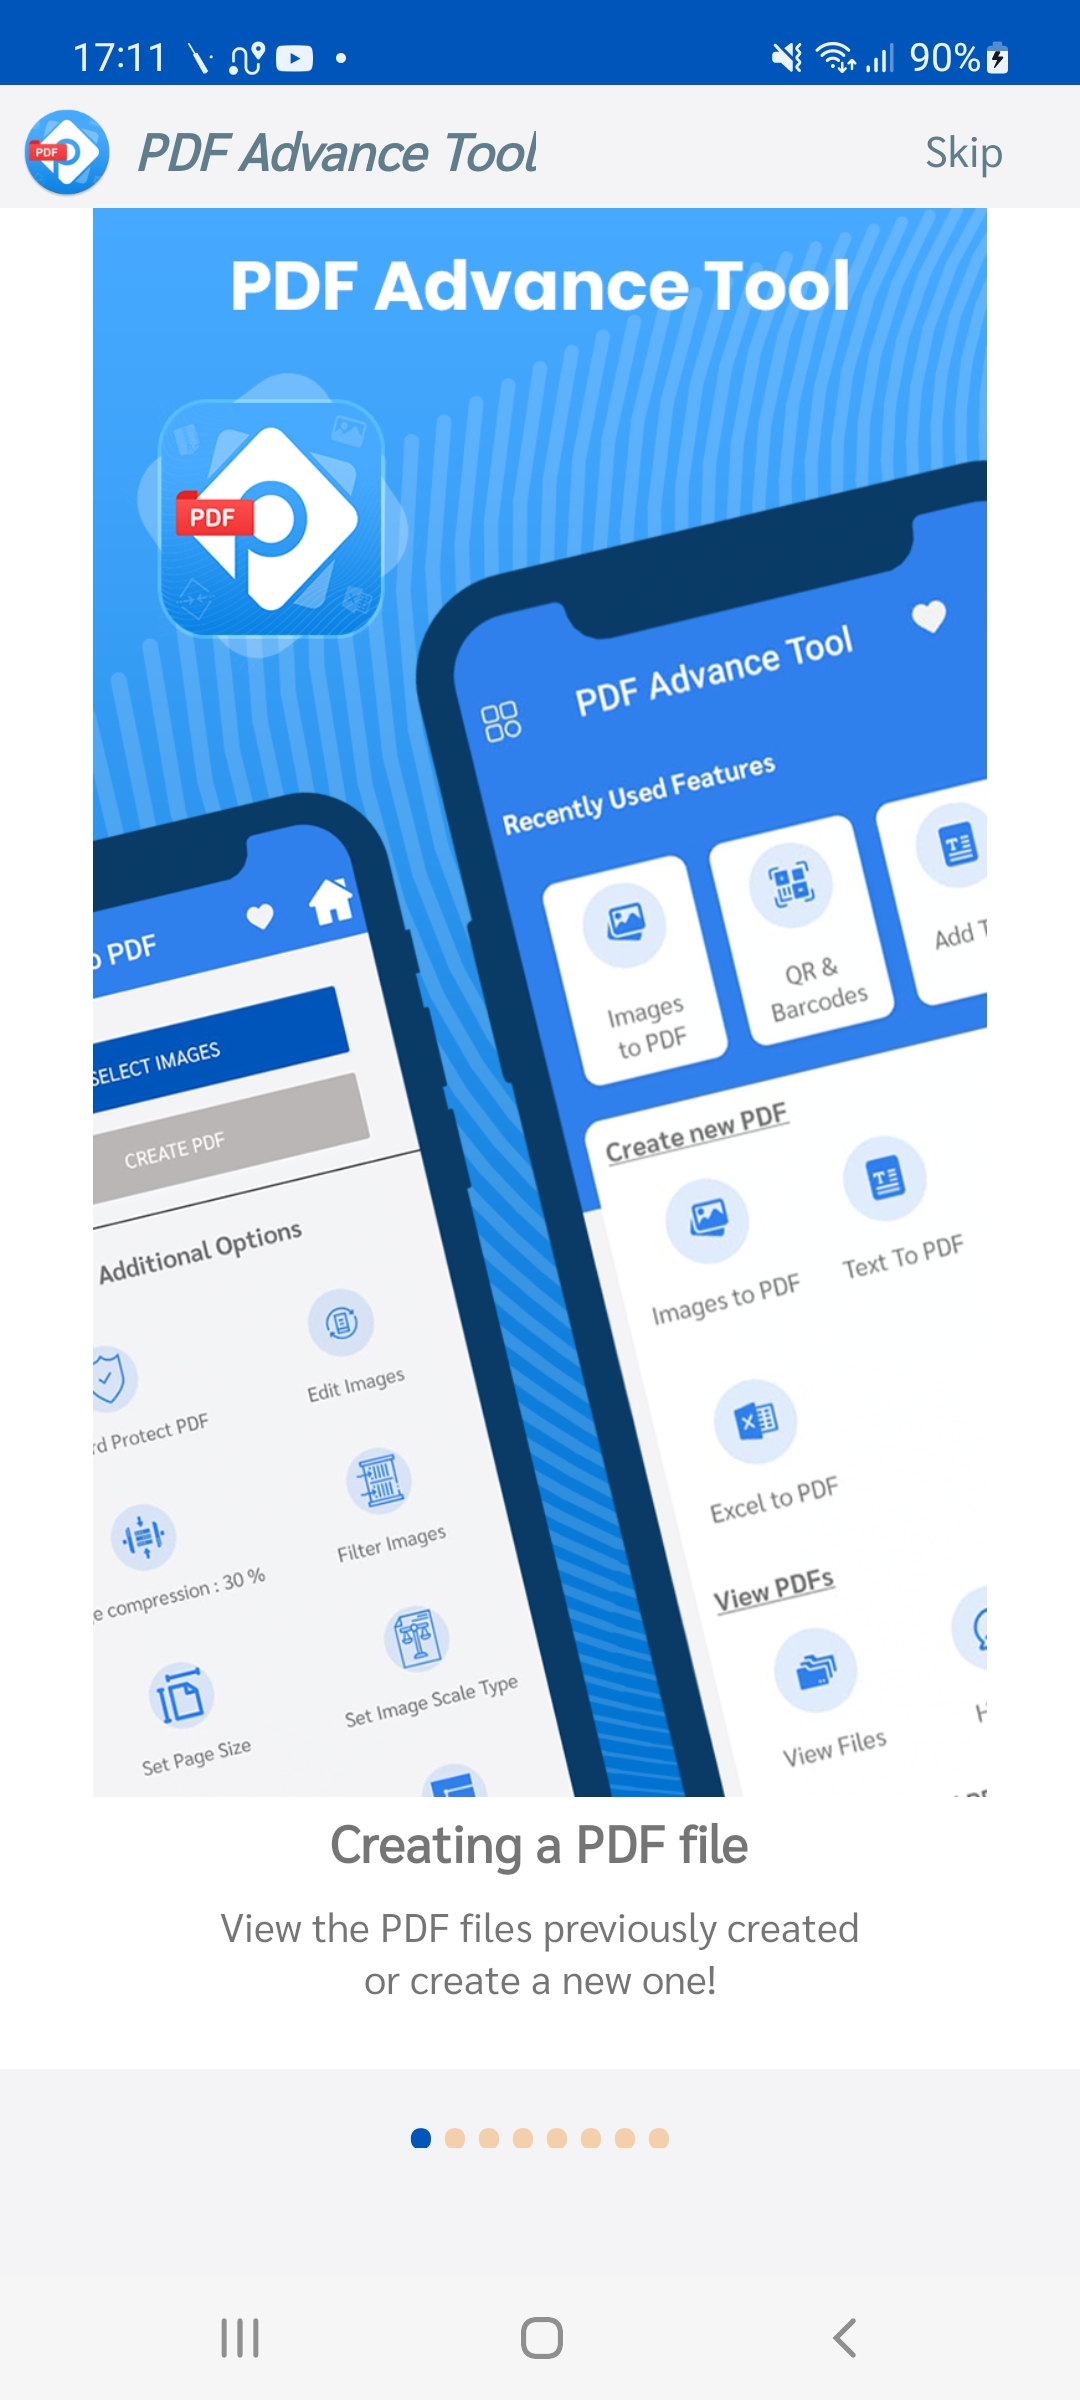 17:11
90%
PDF
PDF Advance Tool
Skip
PDF Advance Tool
PDF
PDF Advance Tool
Recently Used Features
Images
to PDF
QR &
Barcodes
Add
Create new PDF
Images to PDF
Text To PDF
Excel to PDF
View PDFs
View Files
PDF
SELECT IMAGES
CREATE PDF
Additional Options
Protect PDF
Edit Images
compression : 30 %
Filter Images
Set Page Size
Set Image Scale Type
Creating a PDF file
View the PDF files previously created
or create a new one!